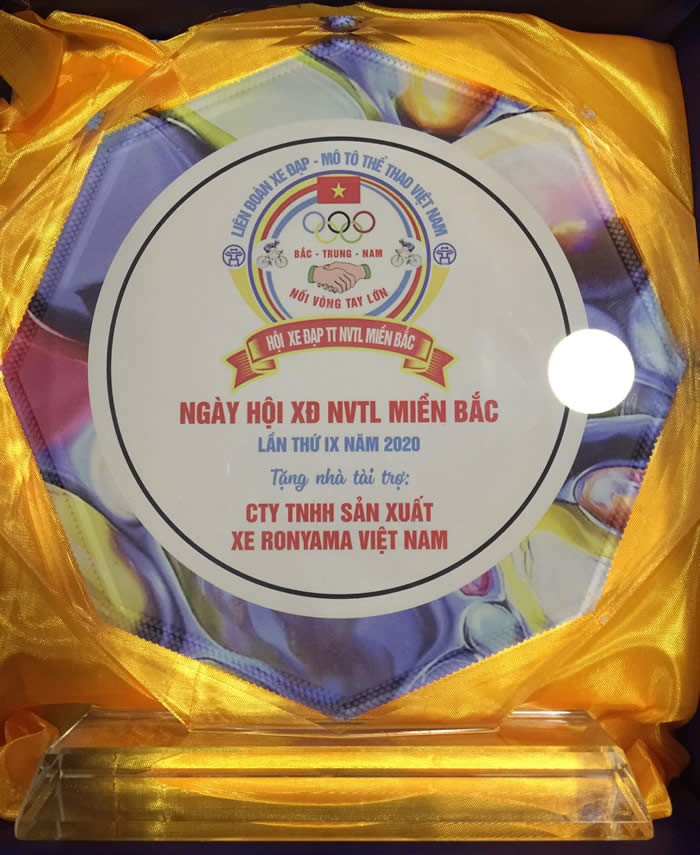 LIÊN ĐOÀN XE ĐẠP - MÔ TÔ THỂ THAO VIỆT NAM
BẮC - TRUNG - NAM
NỐI VÒNG TAY LỚN
HỘI XE ĐẠP TT NVTL MIỀN BẮC
NGÀY HỘI XĐ NVTL MIỀN BẮC
LẦN THỨ IX NĂM 2020
Tặng nhà tài trợ:
CTY TNHH SẢN XUẤT
XE RONYAMA VIỆT NAM